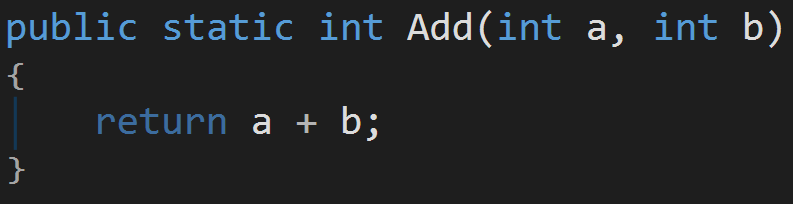 public static int Add(int a, int b)
{
    return a + b;
}